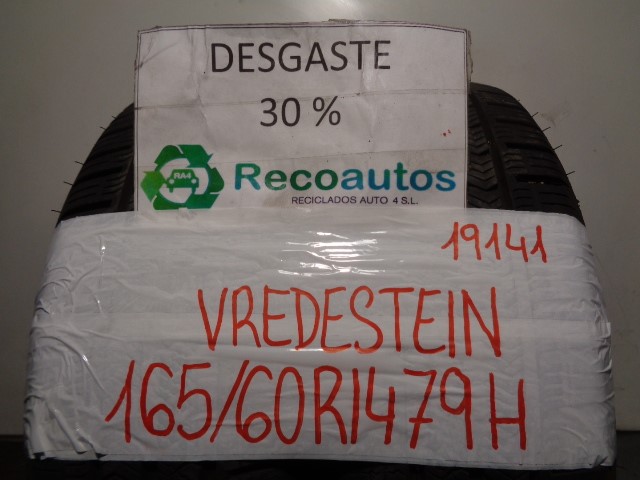 DESGASTE
30 %
RA4
Recoautos
RECICLADOS AUTO 4 S.L.
19141
VREDESTEIN
165/60R1479H